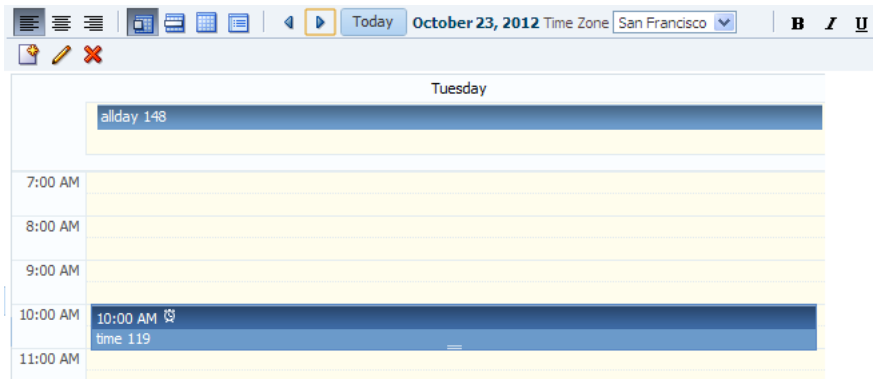 Today October 23, 2012 Time Zone San Francisco B I U
Tuesday
allday 148
7:00 AM
8:00 AM
9:00 AM
10:00 AM 10:00 AM
time 119
11:00 AM